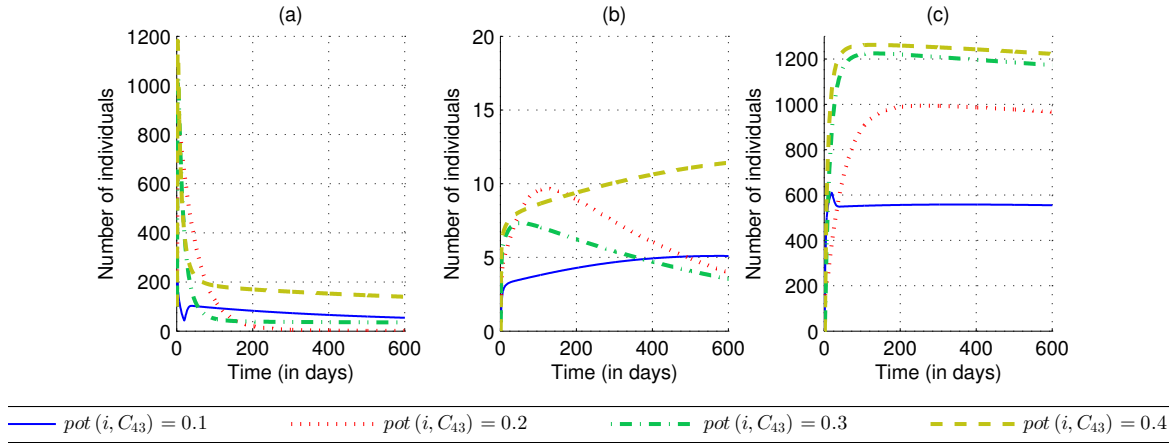 (a)
Number of individuals
1200
1000
800
600
400
200
0
0 200 400 600
Time (in days)
(b)
Number of individuals
20
15
10
5
0
0 200 400 600
Time (in days)
(c)
Number of individuals
1200
1000
800
600
400
200
0
0 200 400 600
Time (in days)
pot (i, C₄₃) = 0.1
pot (i, C₄₃) = 0.2
pot (i, C₄₃) = 0.3
pot (i, C₄₃) = 0.4